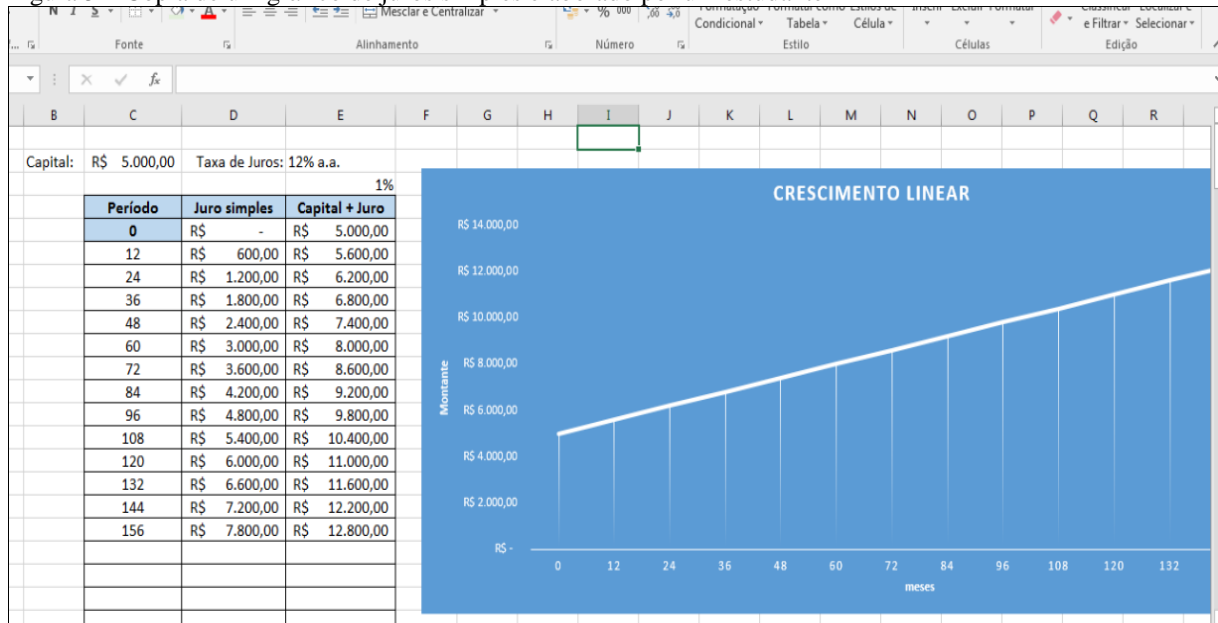 Mesclar e Centralizar
% 000
Condicional Tabela Célula
e Filtrar Selecionar
Fonte Alinhamento Número Estilo Células Edição
fx
B C D E F G H I J K L M N O P Q R
Capital: R$ 5.000,00 Taxa de Juros: 12% a.a.
1%
Período Juro simples Capital + Juro
0 R$ - R$ 5.000,00
12 R$ 600,00 R$ 5.600,00
24 R$ 1.200,00 R$ 6.200,00
36 R$ 1.800,00 R$ 6.800,00
48 R$ 2.400,00 R$ 7.400,00
60 R$ 3.000,00 R$ 8.000,00
72 R$ 3.600,00 R$ 8.600,00
84 R$ 4.200,00 R$ 9.200,00
96 R$ 4.800,00 R$ 9.800,00
108 R$ 5.400,00 R$ 10.400,00
120 R$ 6.000,00 R$ 11.000,00
132 R$ 6.600,00 R$ 11.600,00
144 R$ 7.200,00 R$ 12.200,00
156 R$ 7.800,00 R$ 12.800,00
CRESCIMENTO LINEAR
R$ 14.000,00
R$ 12.000,00
R$ 10.000,00
R$ 8.000,00
R$ 6.000,00
R$ 4.000,00
R$ 2.000,00
R$ -
Montante
0 12 24 36 48 60 72 84 96 108 120 132
meses